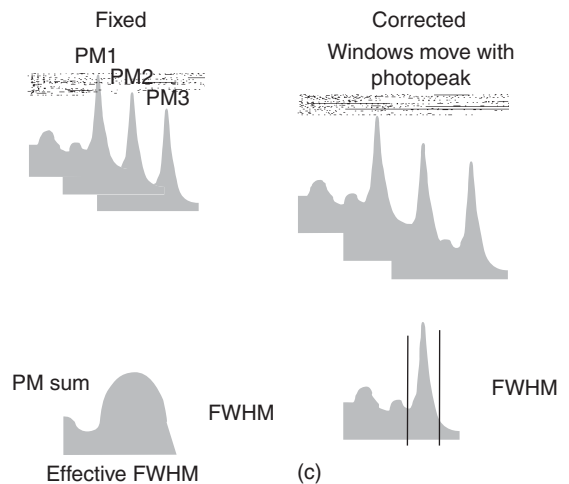 Fixed
PM1
PM2
PM3
Corrected
Windows move with
photopeak
PM sum
FWHM
Effective FWHM
FWHM
(c)